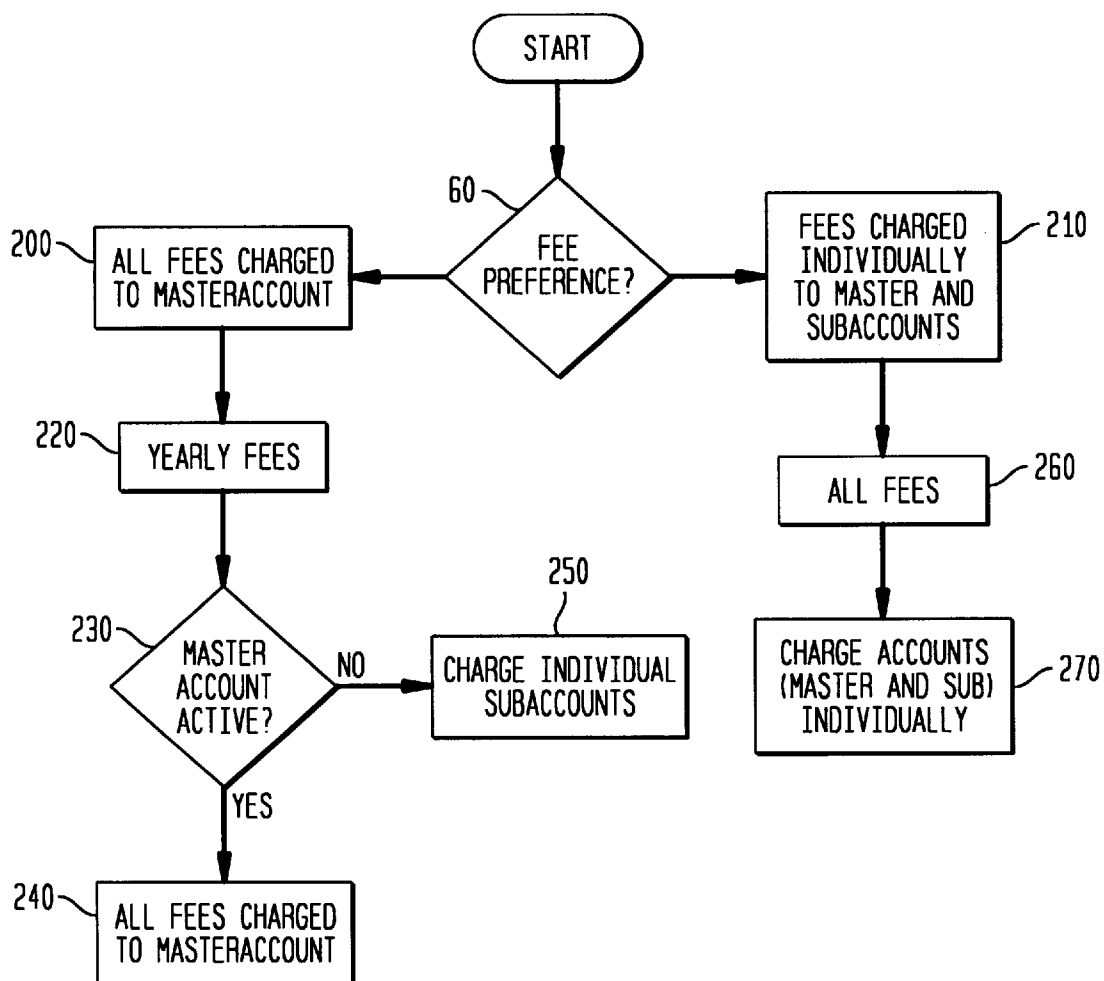 START
60
FEE
PREFERENCE?
200
ALL FEES CHARGED
TO MASTERACCOUNT
FEES CHARGED
INDIVIDUALLY
TO MASTER AND
SUBACCOUNTS
210
220
YEARLY FEES
ALL FEES
260
230
MASTER
ACCOUNT
ACTIVE?
NO
250
CHARGE INDIVIDUAL
SUBACCOUNTS
CHARGE ACCOUNTS
(MASTER AND SUB)
INDIVIDUALLY
270
YES
240
ALL FEES CHARGED
TO MASTERACCOUNT